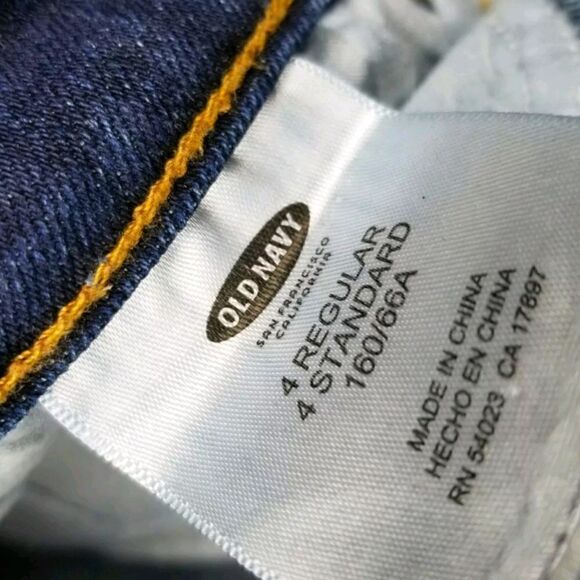 OLD NAVY
SAN FRANCISCO
CALIFORNIA
4 REGULAR
4 STANDARD
160/66A
MADE IN CHINA
HECHO EN CHINA
RN 54023 CA 17897